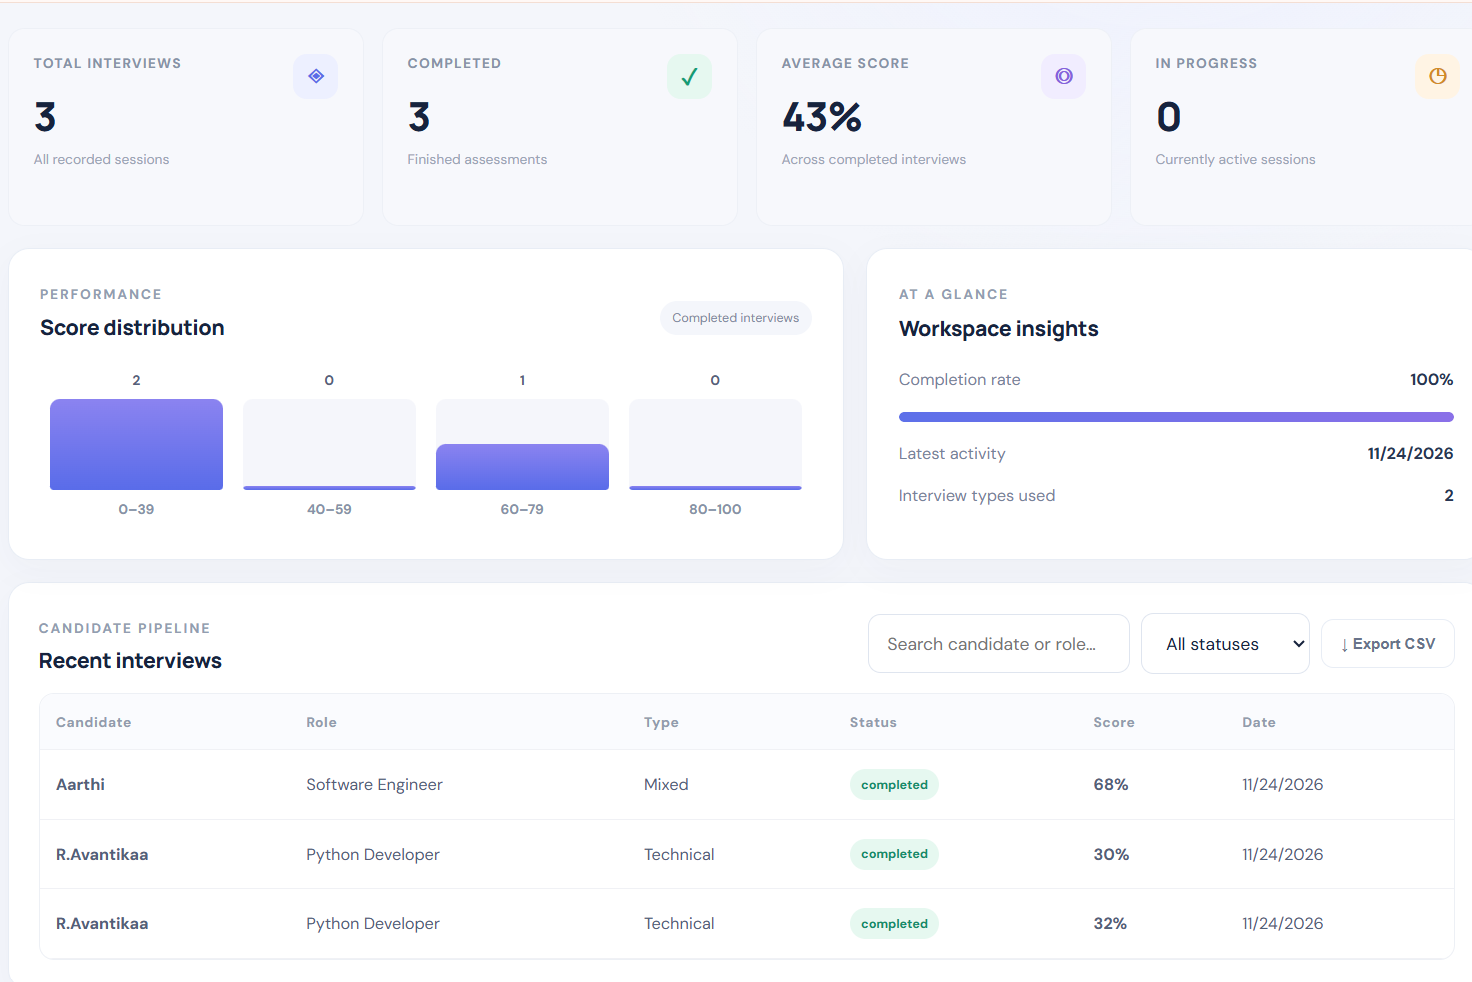 TOTAL INTERVIEWS
3
All recorded sessions
COMPLETED
3
Finished assessments
AVERAGE SCORE
43%
Across completed interviews
IN PROGRESS
0
Currently active sessions
PERFORMANCE
Score distribution
Completed interviews
2 0 1 0
0–39 40–59 60–79 80–100
AT A GLANCE
Workspace insights
Completion rate 100%
Latest activity 11/24/2026
Interview types used 2
CANDIDATE PIPELINE
Recent interviews
Search candidate or role...
All statuses
↓ Export CSV
Candidate Role Type Status Score Date
Aarthi Software Engineer Mixed completed 68% 11/24/2026
R.Avantikaa Python Developer Technical completed 30% 11/24/2026
R.Avantikaa Python Developer Technical completed 32% 11/24/2026